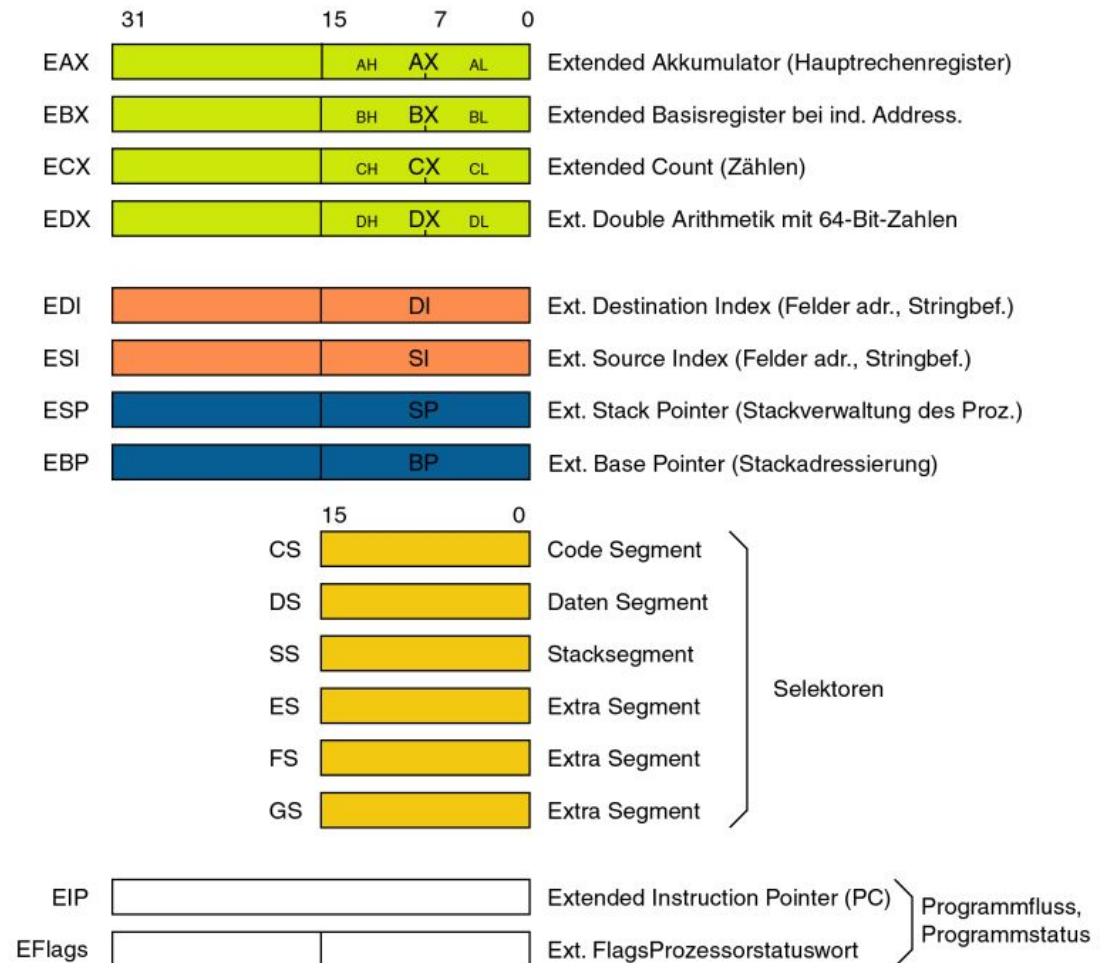 31 15 7 0
EAX AH AX AL Extended Akkumulator (Hauptrechenregister)
EBX BH BX BL Extended Basisregister bei ind. Address.
ECX CH CX CL Extended Count (Zählen)
EDX DH DX DL Ext. Double Arithmetik mit 64-Bit-Zahlen
EDI DI Ext. Destination Index (Felder adr., Stringbef.)
ESI SI Ext. Source Index (Felder adr., Stringbef.)
ESP SP Ext. Stack Pointer (Stackverwaltung des Proz.)
EBP BP Ext. Base Pointer (Stackadressierung)
15 0
CS Code Segment
DS Daten Segment
SS Stacksegment
ES Extra Segment
FS Extra Segment
GS Extra Segment
Selektoren
EIP Extended Instruction Pointer (PC)
EFlags Ext. FlagsProzessorstatuswort
Programmfluss,
Programmstatus